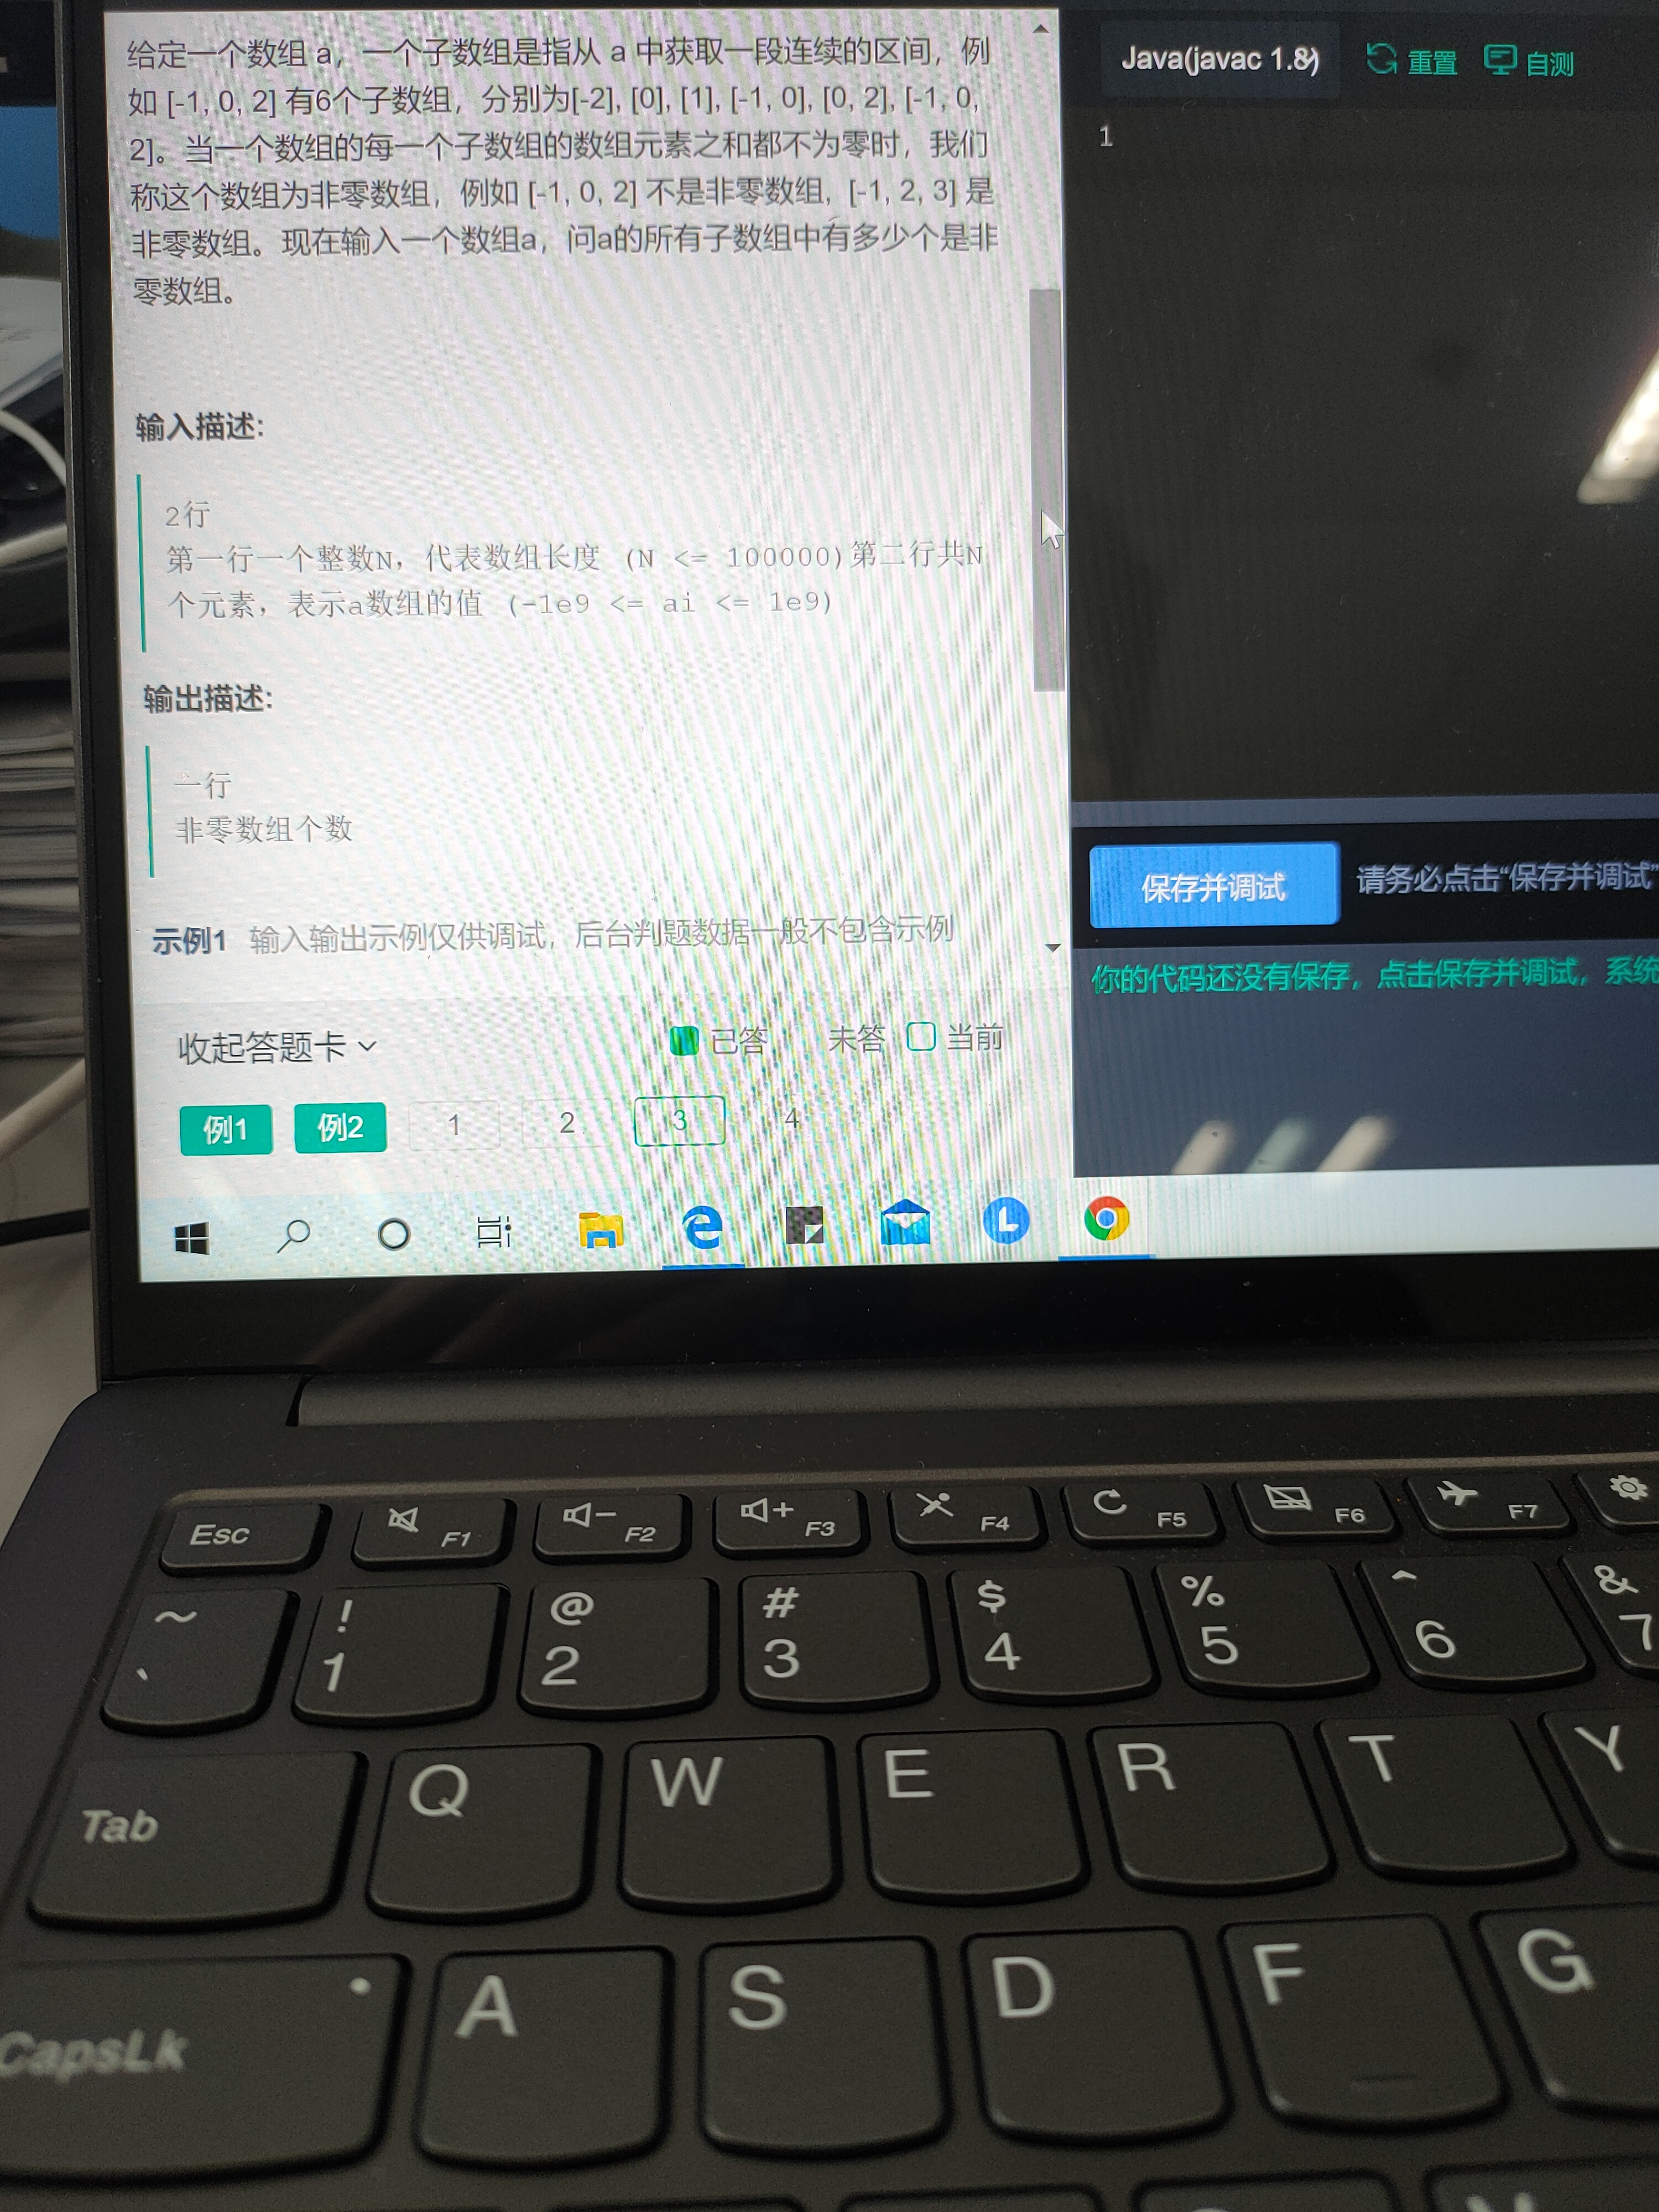 给定一个数组 a，一个子数组是指从 a 中获取一段连续的区间，例
如 [-1, 0, 2] 有6个子数组，分别为[-2], [0], [1], [-1, 0], [0, 2], [-1, 0,
2]。当一个数组的每一个子数组的数组元素之和都不为零时，我们
称这个数组为非零数组，例如 [-1, 0, 2] 不是非零数组，[-1, 2, 3] 是
非零数组。现在输入一个数组a，问a的所有子数组中有多少个是非
零数组。
输入描述:
2行
第一行一个整数N，代表数组长度 (N <= 100000)第二行共N
个元素，表示a数组的值 (-1e9 <= ai <= 1e9)
输出描述:
一行
非零数组个数
示例1 输入输出示例仅供调试，后台判题数据一般不包含示例
收起答题卡
已答 未答 当前
例1 例2 1 2 3 4
Java(javac 1.8) 重置 自测
1
保存并调试 请务必点击“保存并调试”
你的代码还没有保存，点击保存并调试，系统
Esc F1 F2 F3 F4 F5 F6 F7
~ ! @ # $ % ^ &
` 1 2 3 4 5 6 7
Tab Q W E R T Y
CapsLk A S D F G